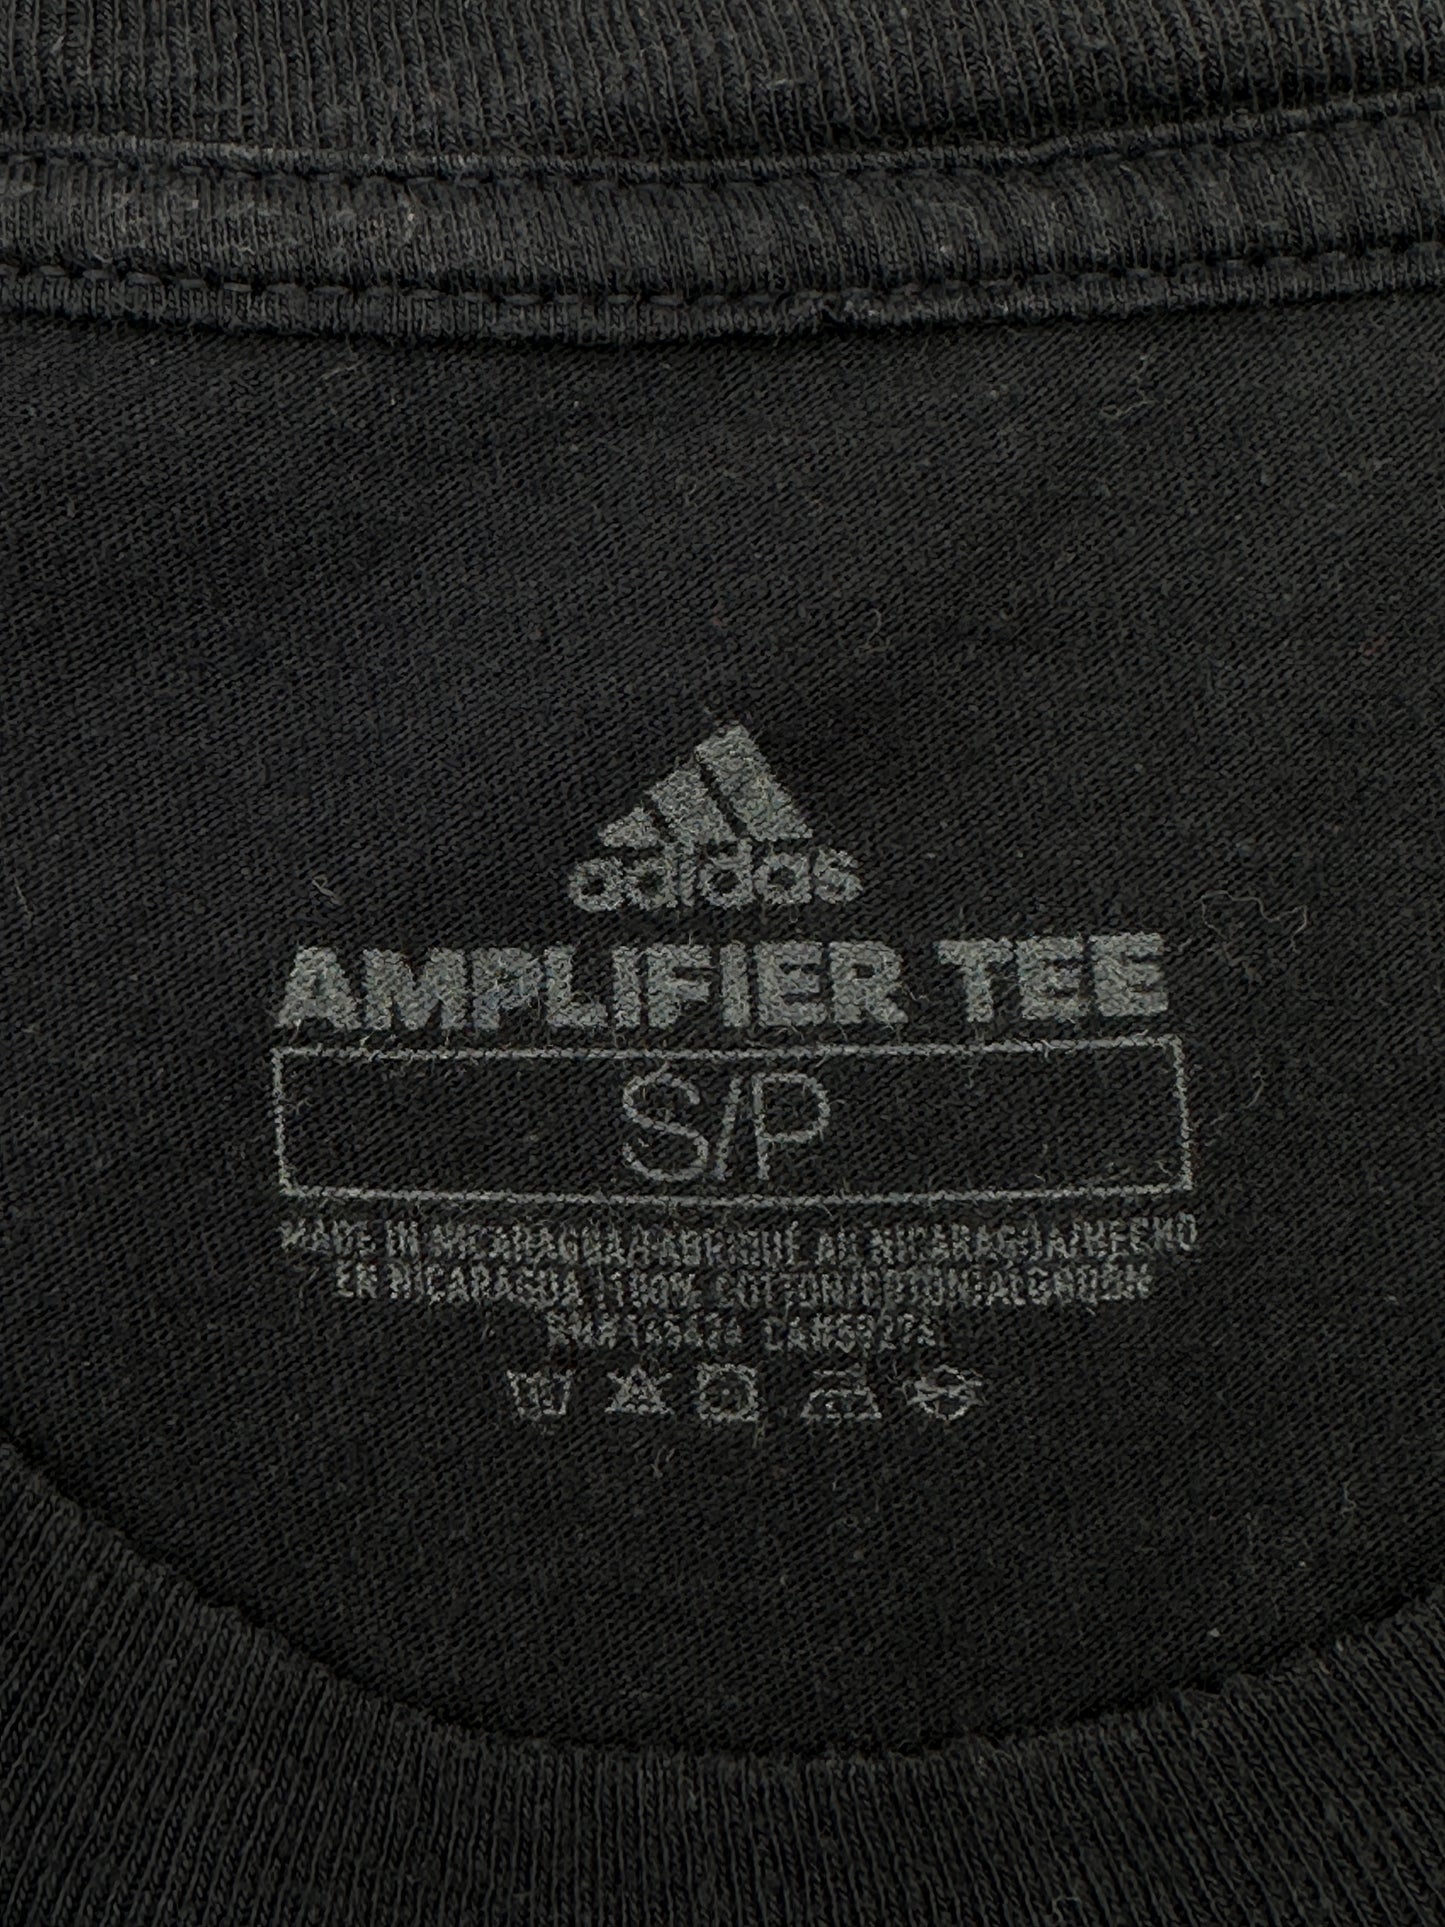 adidas
AMPLIFIER TEE
S/P
MADE IN NICARAGUA/FABRIQUÉ AU NICARAGUA/HECHO
EN NICARAGUA 100% COTTON/COTON/ALGODÓN